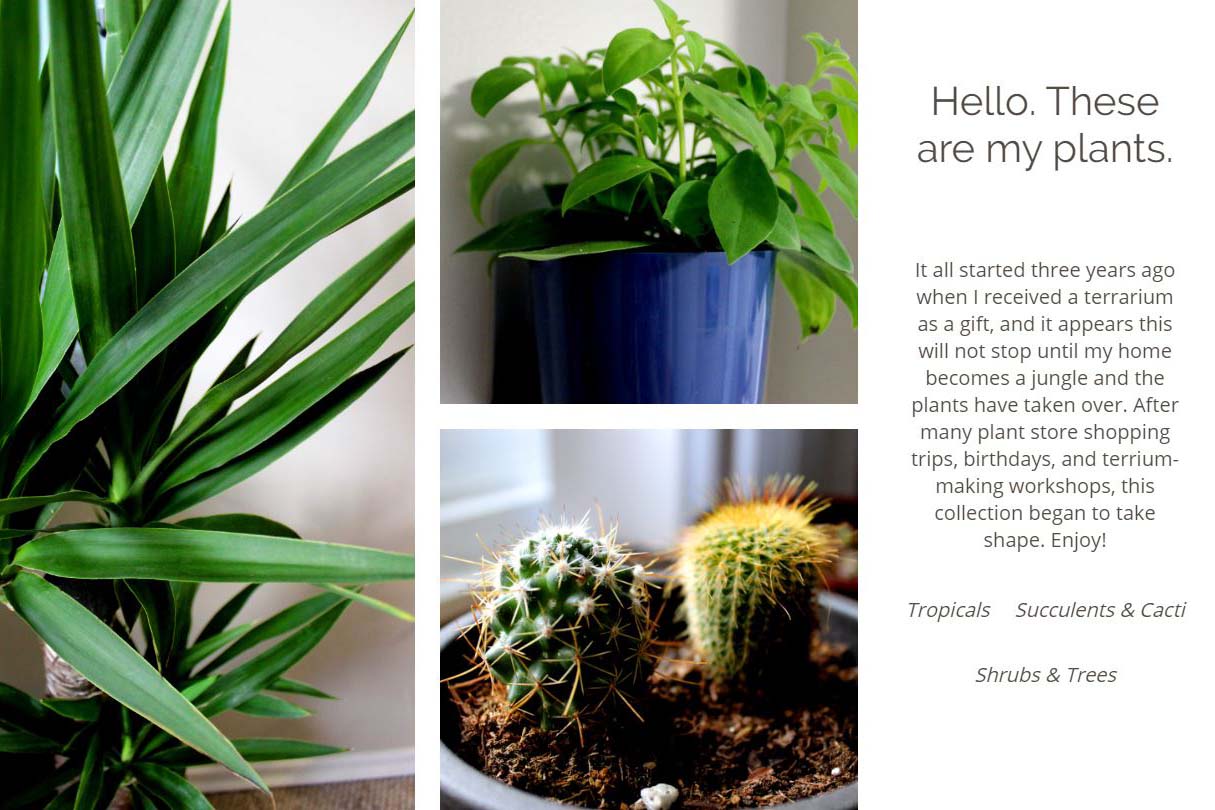 Hello. These
are my plants.
It all started three years ago
when I received a terrarium
as a gift, and it appears this
will not stop until my home
becomes a jungle and the
plants have taken over. After
many plant store shopping
trips, birthdays, and terrium-
making workshops, this
collection began to take
shape. Enjoy!
Tropicals Succulents & Cacti
Shrubs & Trees